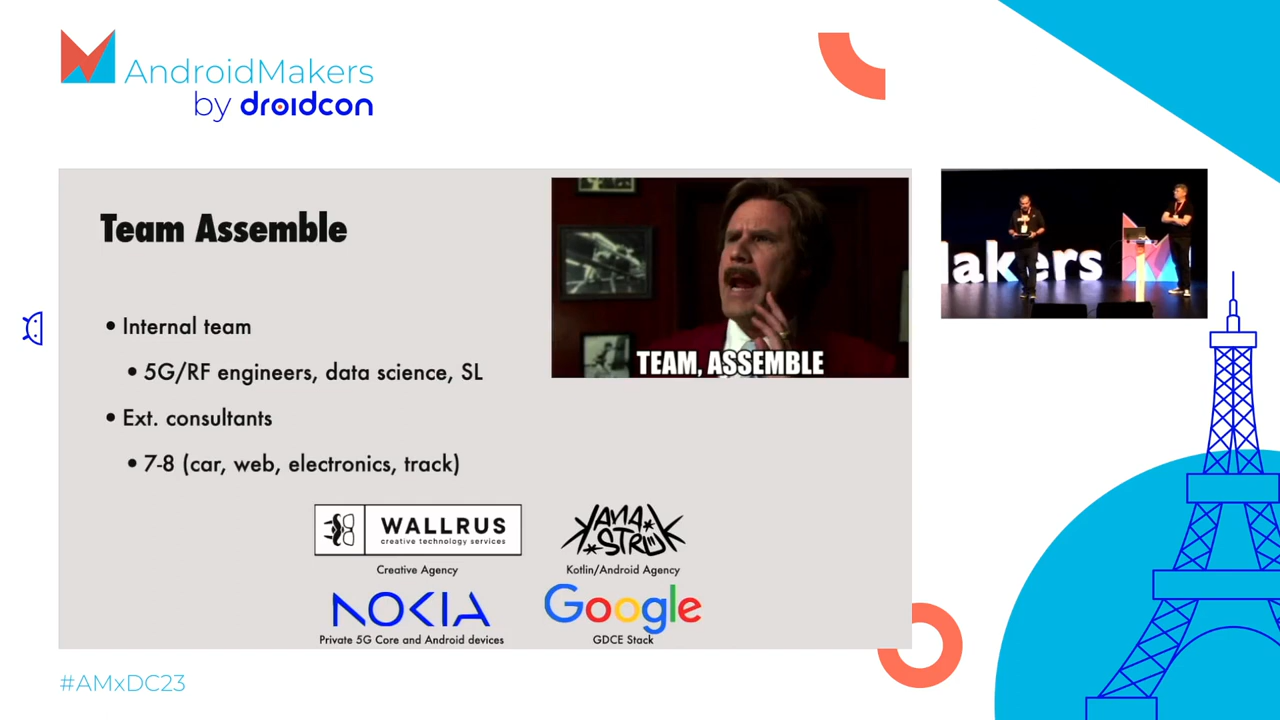 AndroidMakers
by droidcon
Team Assemble
• Internal team
• 5G/RF engineers, data science, SL
• Ext. consultants
• 7-8 (car, web, electronics, track)
TEAM, ASSEMBLE
WALLRUS
creative technology services
Creative Agency
KAMA
STRUK
Kotlin/Android Agency
NOKIA
Private 5G Core and Android devices
Google
GDCE Stack
akers
#AMxDC23